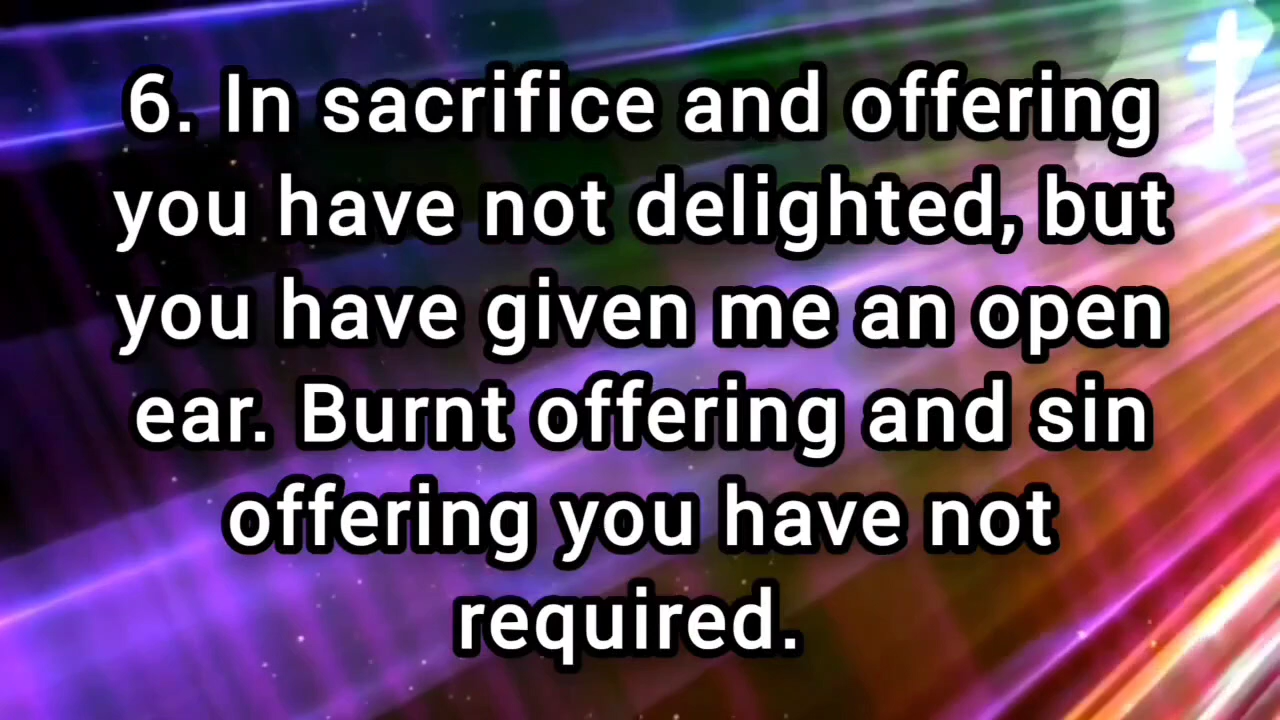 6. In sacrifice and offering
you have not delighted, but
you have given me an open
ear. Burnt offering and sin
offering you have not
required.